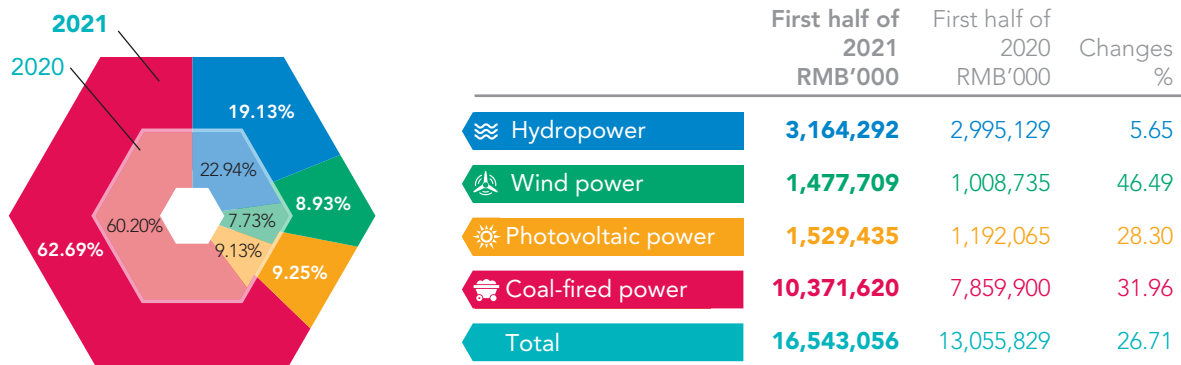 2021
2020
19.13%
8.93%
9.25%
62.69%
22.94%
7.73%
9.13%
60.20%
First half of 2021 RMB'000
First half of 2020 RMB'000
Changes %
Hydropower 3,164,292 2,995,129 5.65
Wind power 1,477,709 1,008,735 46.49
Photovoltaic power 1,529,435 1,192,065 28.30
Coal-fired power 10,371,620 7,859,900 31.96
Total 16,543,056 13,055,829 26.71